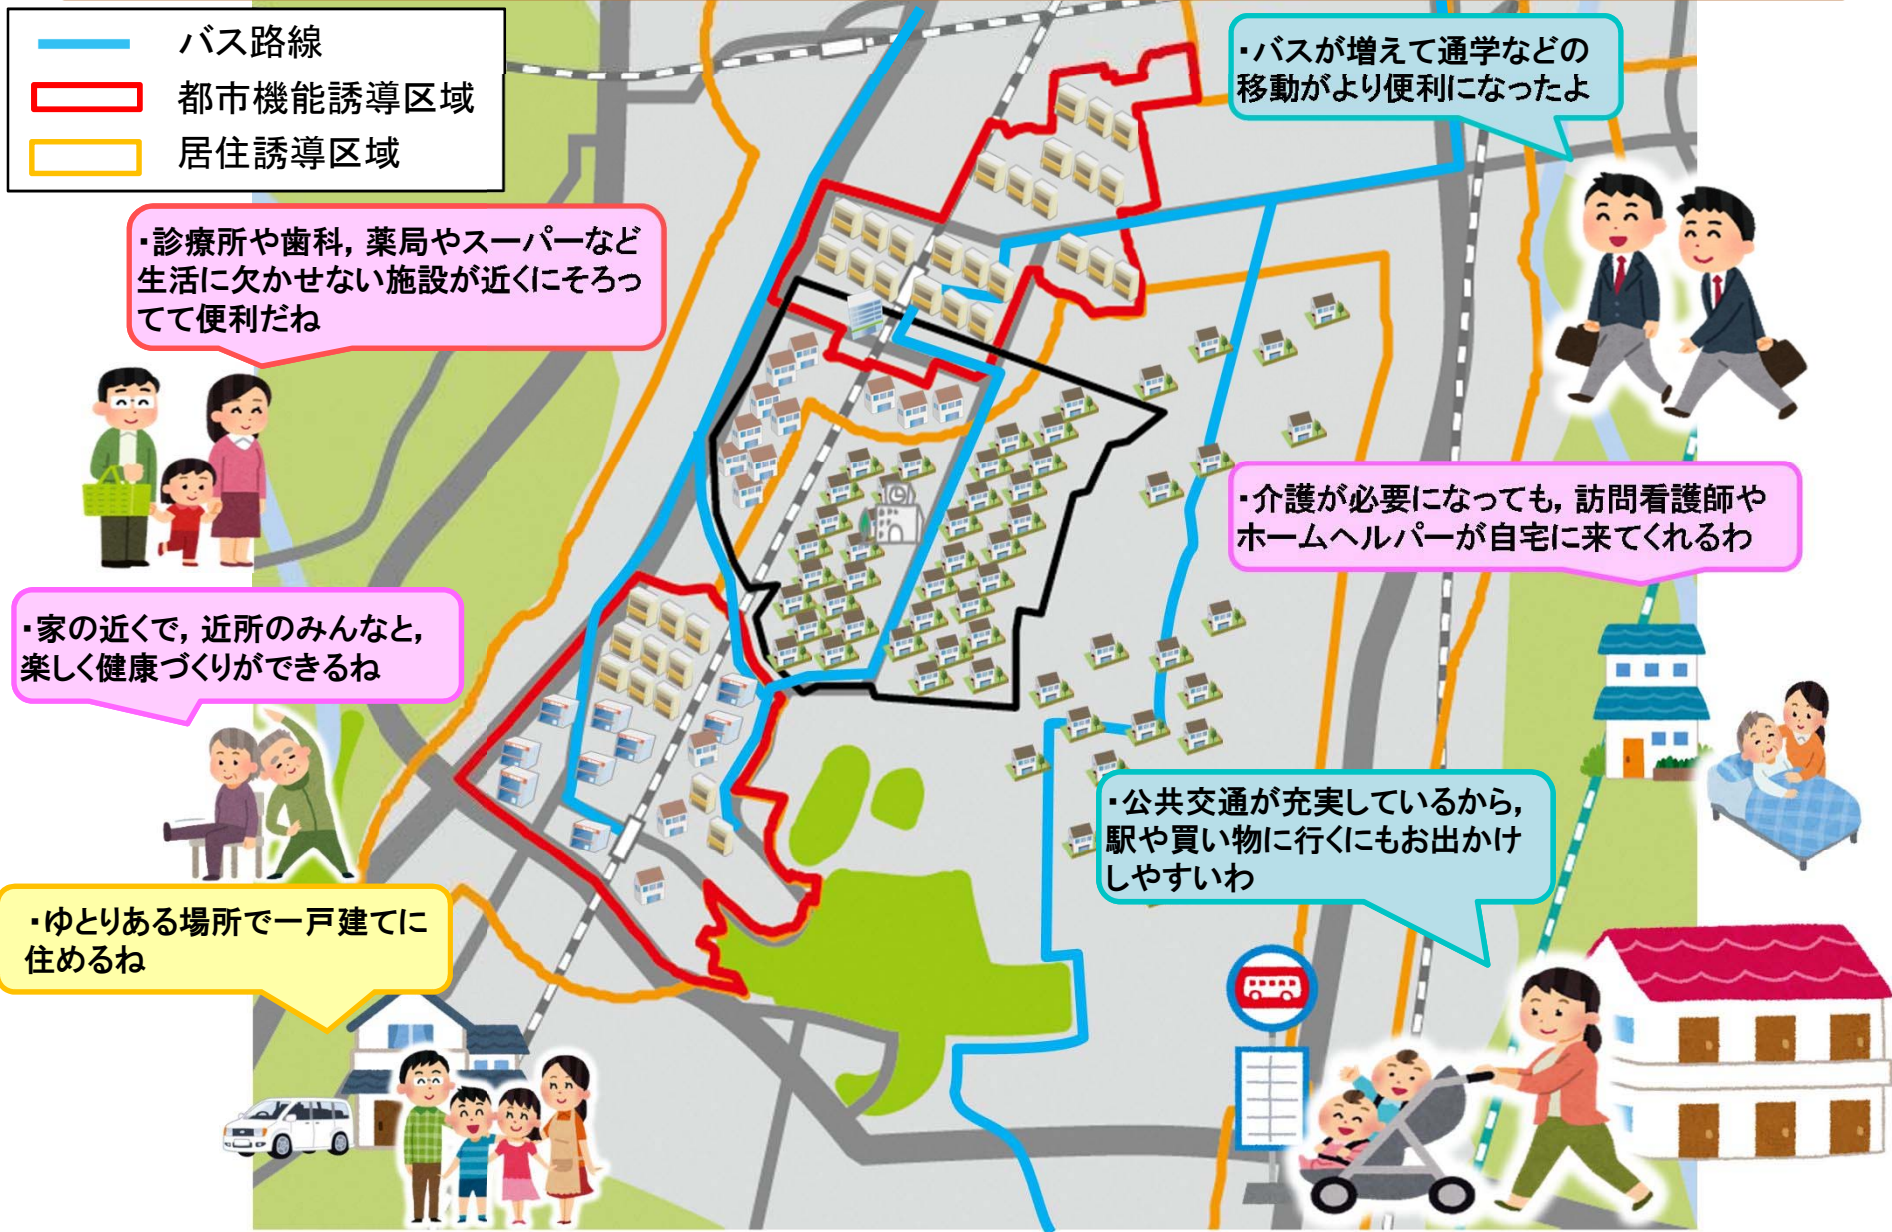 バス路線
都市機能誘導区域
居住誘導区域
・バスが増えて通学などの
移動がより便利になったよ
・診療所や歯科，薬局やスーパーなど
生活に欠かせない施設が近くにそろっ
てて便利だね
・介護が必要になっても，訪問看護師や
ホームヘルパーが自宅に来てくれるわ
・家の近くで，近所のみんなと，
楽しく健康づくりができるね
・公共交通が充実しているから，
駅や買い物に行くにもお出かけ
しやすいわ
・ゆとりある場所で一戸建てに
住めるね